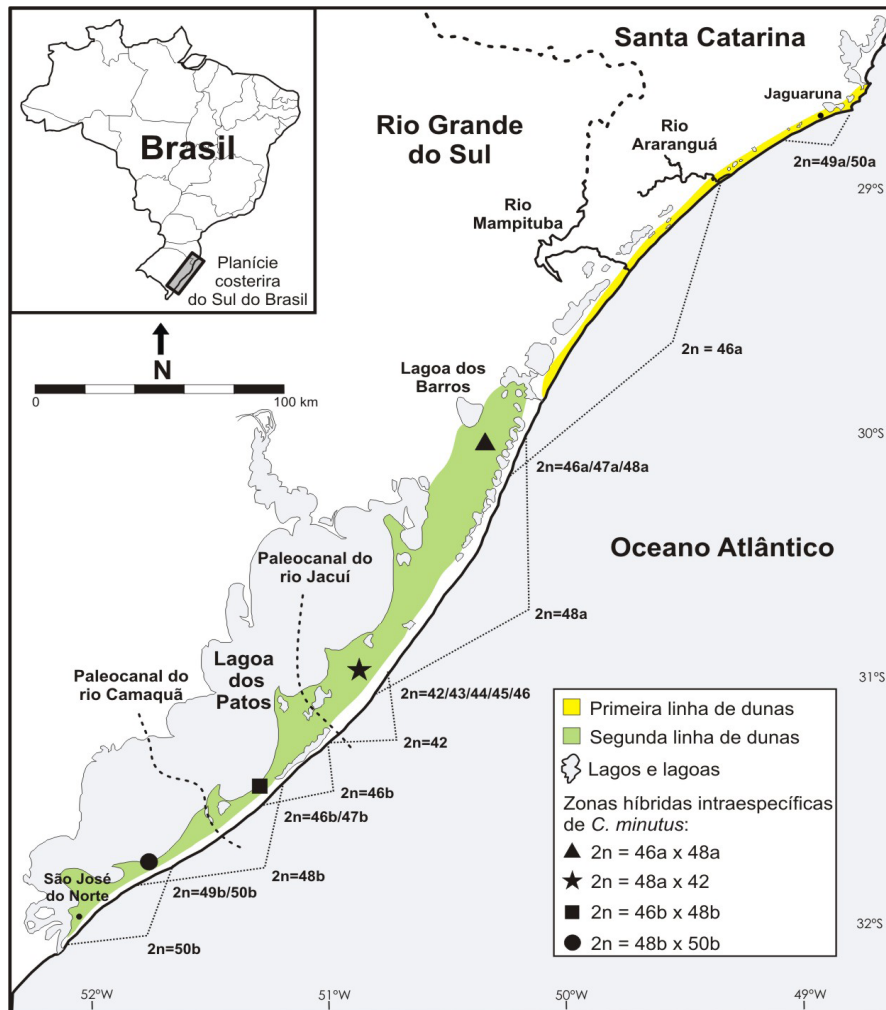 Brasil
Planície
costerira
do Sul do Brasil
N
0
100 km
Santa Catarina
Jaguaruna
Rio Grande
do Sul
Rio
Araranguá
Rio
Mampituba
2n=49a/50a
29°S
2n = 46a
Lagoa dos
Barros
30°S
2n=46a/47a/48a
Oceano Atlântico
Paleocanal do
rio Jacuí
2n=48a
Lagoa
dos
Patos
Paleocanal do
rio Camaquã
31°S
2n=42/43/44/45/46
2n=42
2n=46b
2n=46b/47b
2n=48b
São José
do Norte
2n=49b/50b
2n=50b
32°S
Primeira linha de dunas
Segunda linha de dunas
Lagos e lagoas
Zonas híbridas intraespecíficas
de C. minutus:
2n = 46a x 48a
2n = 48a x 42
2n = 46b x 48b
2n = 48b x 50b
52°W
51°W
50°W
49°W